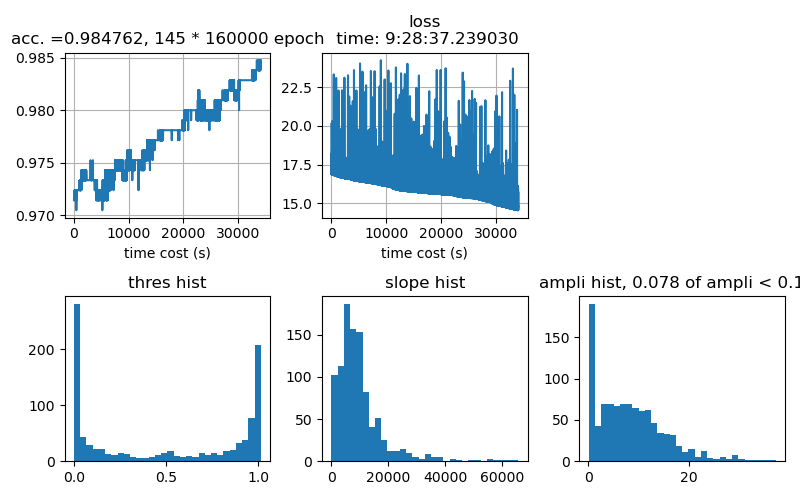 acc. =0.984762, 145 * 160000 epoch
loss
time: 9:28:37.239030
0.985
0.980
0.975
0.970
0 10000 20000 30000
time cost (s)
22.5
20.0
17.5
15.0
0 10000 20000 30000
time cost (s)
thres hist
200
100
0
0.0 0.5 1.0
slope hist
150
100
50
0
0 20000 40000 60000
ampli hist, 0.078 of ampli < 0.1
150
100
50
0
0 20